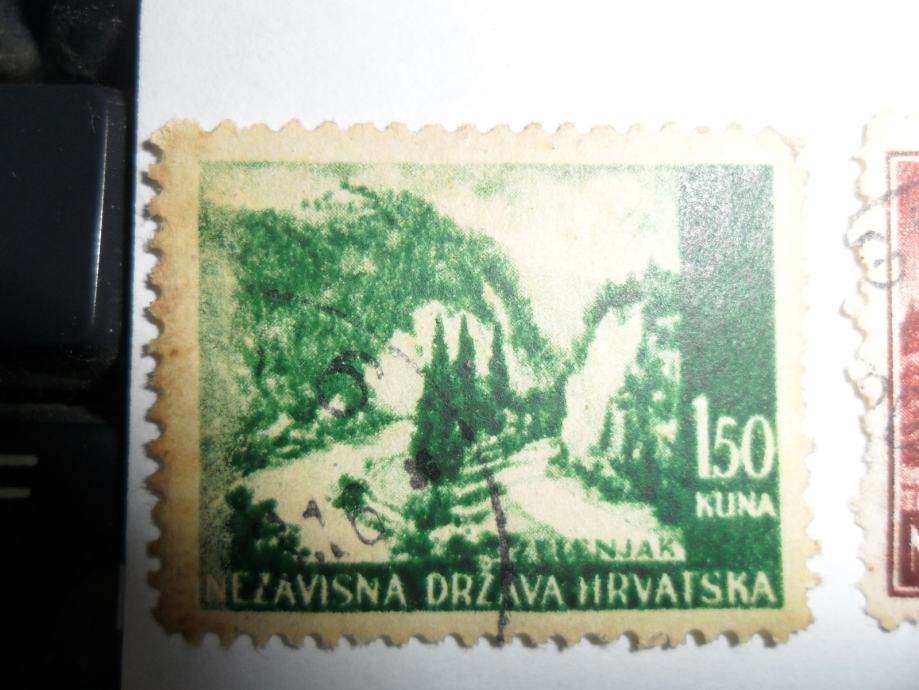 1.50
KUNA
ZELENJAK
NEZAVISNA DRŽAVA HRVATSKA